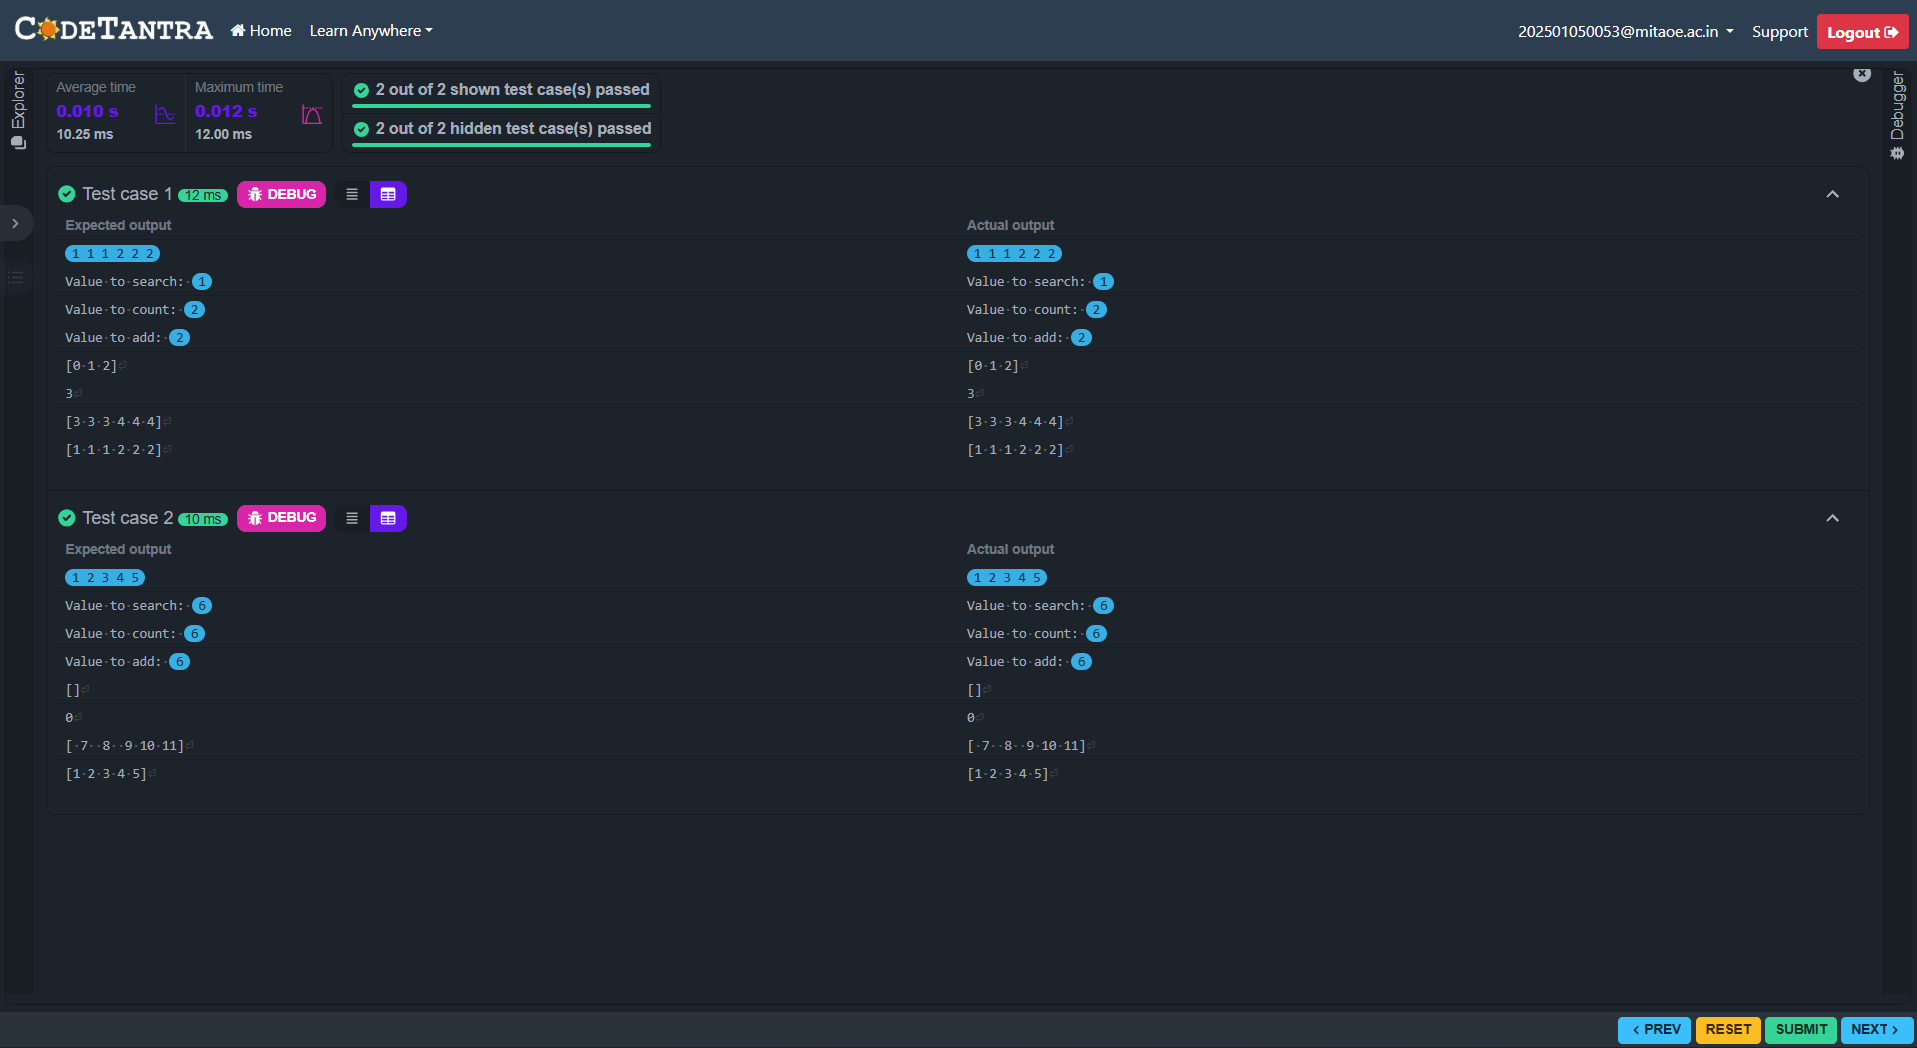 CODETANTRA Home Learn Anywhere 202501050053@mitaoe.ac.in Support Logout
Explorer
Debugger
Average time Maximum time
0.010 s 0.012 s
10.25 ms 12.00 ms
2 out of 2 shown test case(s) passed
2 out of 2 hidden test case(s) passed
Test case 1 12 ms DEBUG
Expected output Actual output
1 1 1 2 2 2 1 1 1 2 2 2
Value·to·search:· 1 Value·to·search:· 1
Value·to·count:· 2 Value·to·count:· 2
Value·to·add:· 2 Value·to·add:· 2
[0·1·2]⏎ [0·1·2]⏎
3⏎ 3⏎
[3·3·3·4·4·4]⏎ [3·3·3·4·4·4]⏎
[1·1·1·2·2·2]⏎ [1·1·1·2·2·2]⏎
Test case 2 10 ms DEBUG
Expected output Actual output
1 2 3 4 5 1 2 3 4 5
Value·to·search:· 6 Value·to·search:· 6
Value·to·count:· 6 Value·to·count:· 6
Value·to·add:· 6 Value·to·add:· 6
[]⏎ []⏎
0⏎ 0⏎
[·7··8··9·10·11]⏎ [·7··8··9·10·11]⏎
[1·2·3·4·5]⏎ [1·2·3·4·5]⏎
PREV RESET SUBMIT NEXT